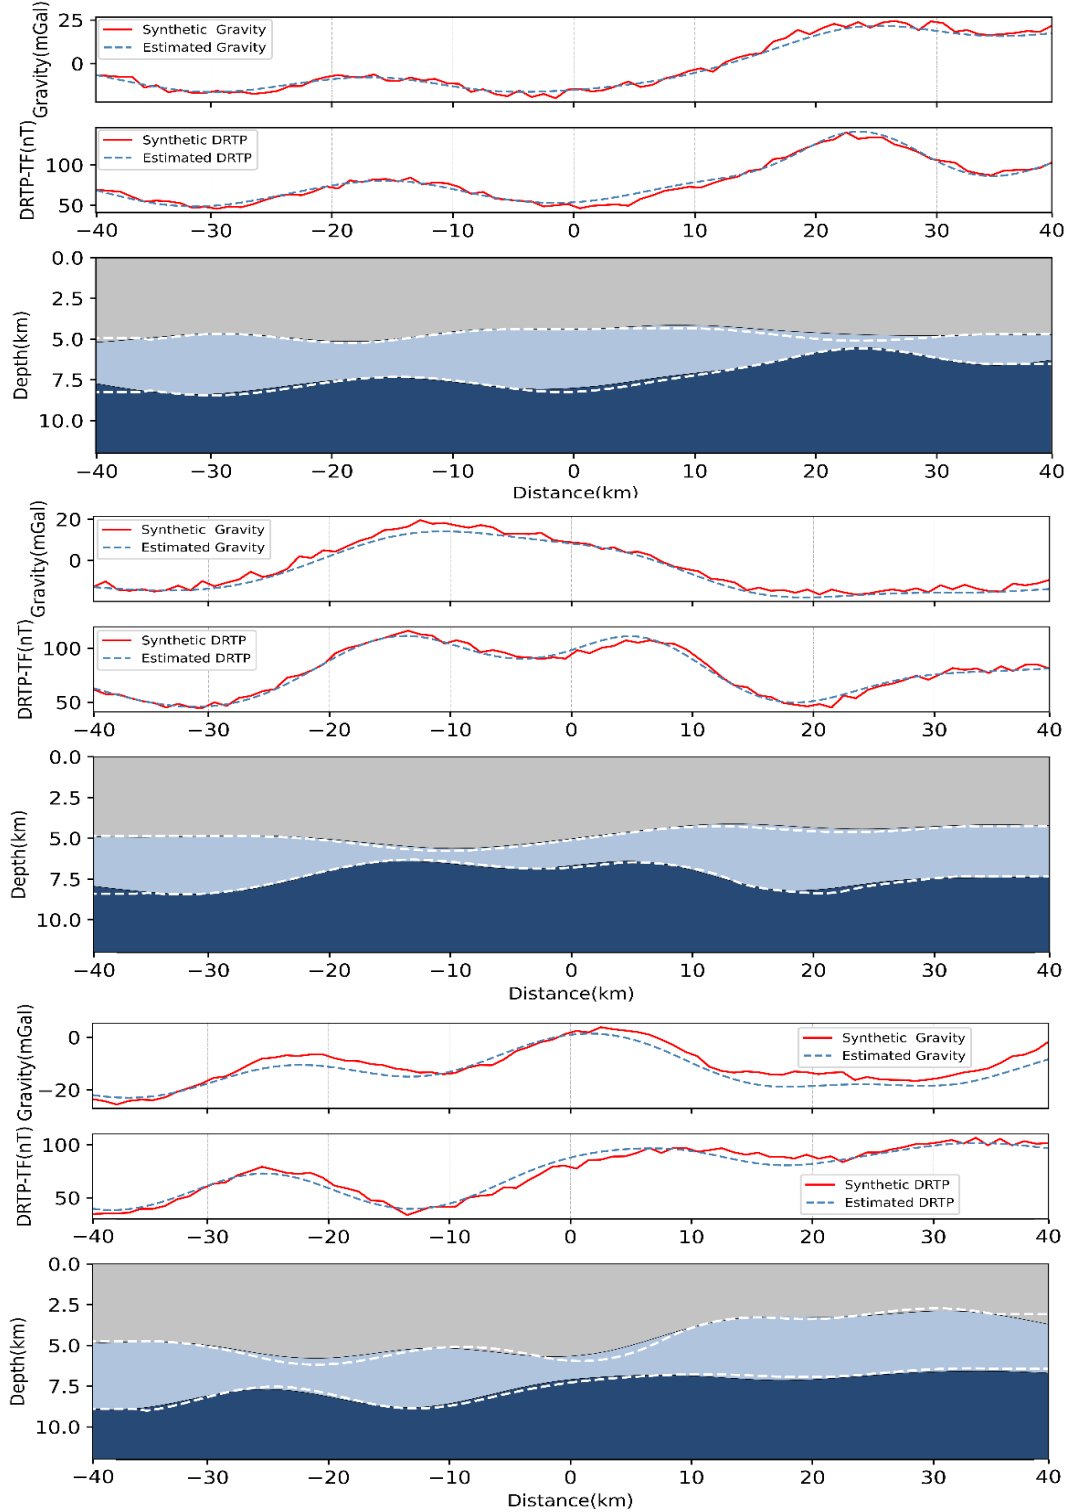 25
0
Gravity(mGal)
Synthetic  Gravity
Estimated Gravity
100
50
DRTP-TF(nT)
Synthetic DRTP
Estimated DRTP
−40 −30 −20 −10 0 10 20 30 40
0.0
2.5
5.0
7.5
10.0
Depth(km)
−40 −30 −20 −10 0 10 20 30 40
Distance(km)
20
0
Gravity(mGal)
Synthetic  Gravity
Estimated Gravity
100
50
DRTP-TF(nT)
Synthetic DRTP
Estimated DRTP
−40 −30 −20 −10 0 10 20 30 40
0.0
2.5
5.0
7.5
10.0
Depth(km)
−40 −30 −20 −10 0 10 20 30 40
Distance(km)
0
−20
Gravity(mGal)
Synthetic  Gravity
Estimated Gravity
100
50
DRTP-TF(nT)
Synthetic DRTP
Estimated DRTP
−40 −30 −20 −10 0 10 20 30 40
0.0
2.5
5.0
7.5
10.0
Depth(km)
−40 −30 −20 −10 0 10 20 30 40
Distance(km)